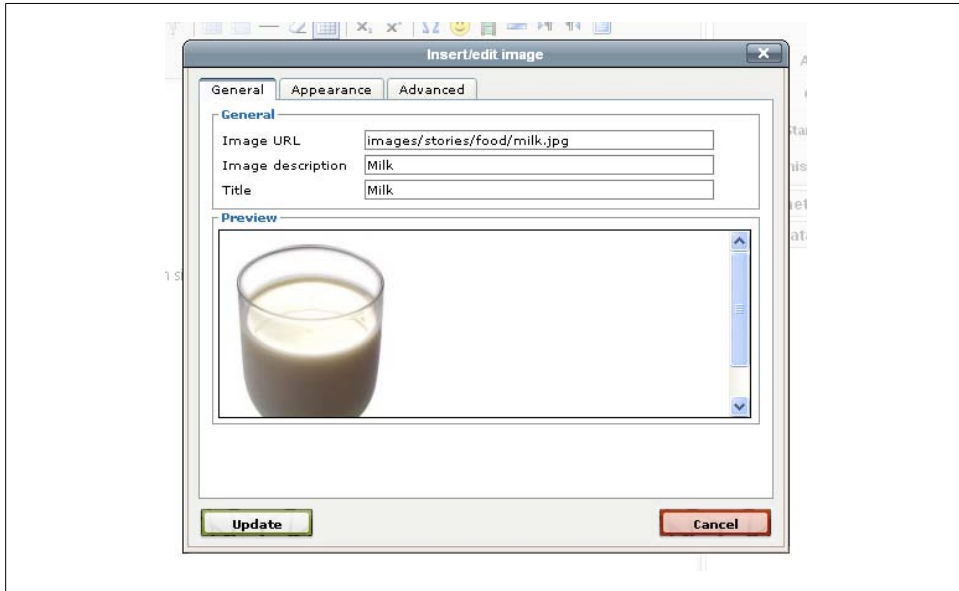 Insert/edit image
General Appearance Advanced
General
Image URL images/stories/food/milk.jpg
Image description Milk
Title Milk
Preview
Update Cancel